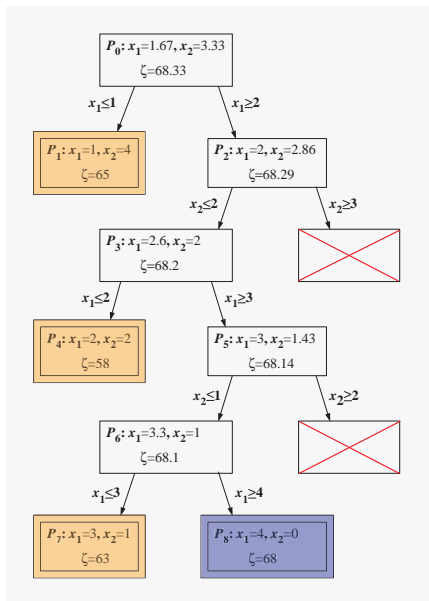 P₀: x₁=1.67, x₂=3.33
ζ=68.33
x₁≤1
x₁≥2
P₁: x₁=1, x₂=4
ζ=65
P₂: x₁=2, x₂=2.86
ζ=68.29
x₂≤2
x₂≥3
P₃: x₁=2.6, x₂=2
ζ=68.2
x₁≤2
x₁≥3
P₄: x₁=2, x₂=2
ζ=58
P₅: x₁=3, x₂=1.43
ζ=68.14
x₂≤1
x₂≥2
P₆: x₁=3.3, x₂=1
ζ=68.1
x₁≤3
x₁≥4
P₇: x₁=3, x₂=1
ζ=63
P₈: x₁=4, x₂=0
ζ=68